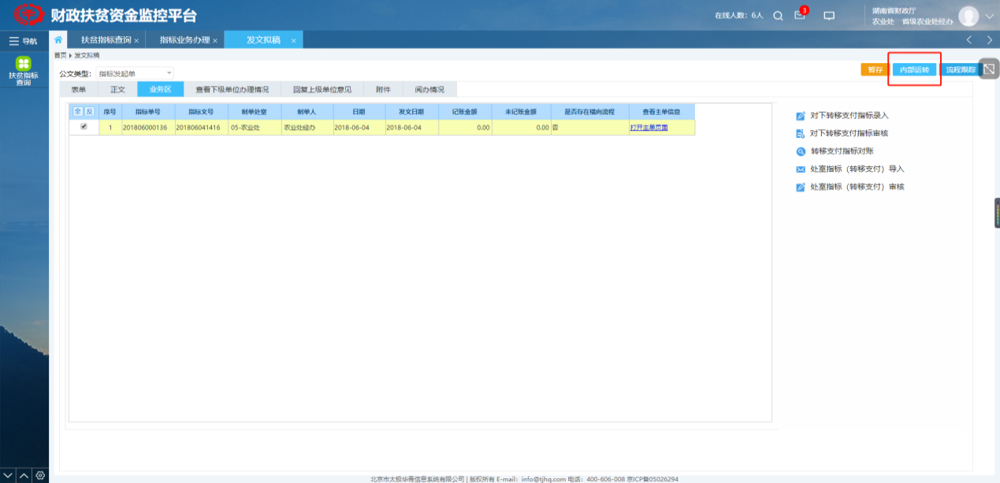 财政扶贫资金监控平台
在线人数：6人
3
湖南省财政厅
农业处 省级农业处经办
导航
扶贫指标查询 × 指标业务办理 × 发文拟稿 ×
首页 ▸ 发文拟稿
扶贫指标
查询
公文类型： 指标发起单
暂存 内部运转 流程跟踪
表单 正文 业务区 查看下级单位办理情况 回复上级单位意见 附件 阅办情况
全 反 序号 指标单号 指标文号 制单处室 制单人 日期 发文日期 记账金额 未记账金额 是否存在横向流程 查看主单信息
1 201806000136 201806041416 05-农业处 农业处经办 2018-06-04 2018-06-04 0.00 0.00 否 打开主单页面
对下转移支付指标录入
对下转移支付指标审核
转移支付指标对账
处室指标（转移支付）导入
处室指标（转移支付）审核
北京市太极华青信息系统有限公司 | 版权所有 E-mail：info@tjhq.com 电话：400-606-008 京ICP备05026294